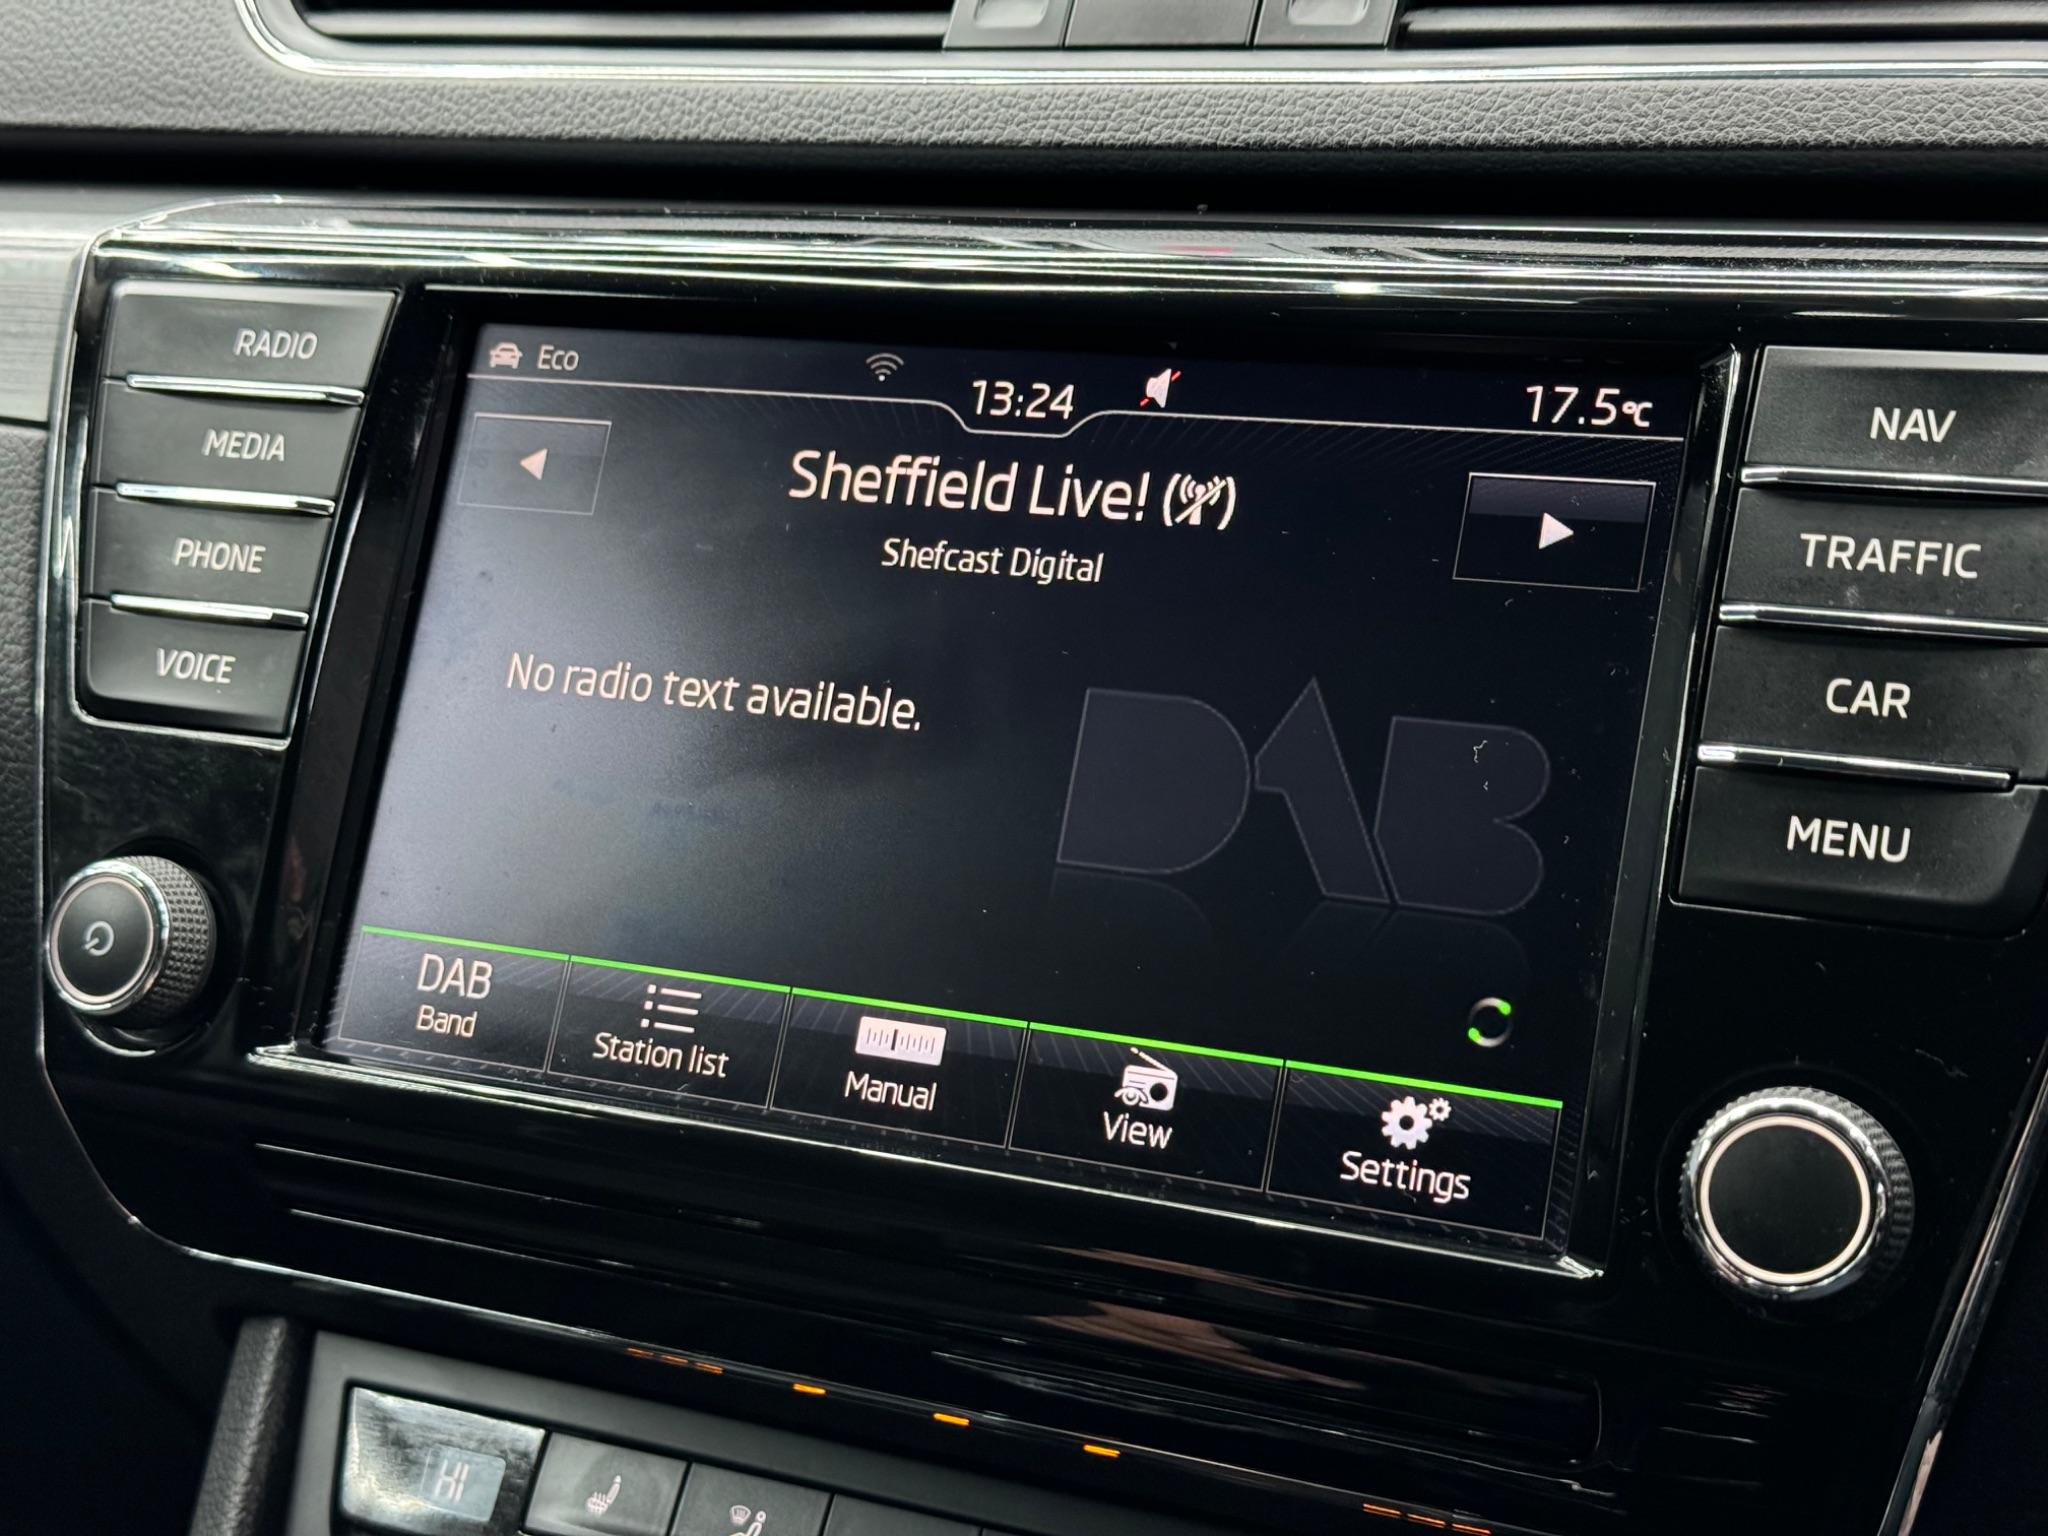 RADIO
MEDIA
PHONE
VOICE
Eco
13:24
17.5°C
Sheffield Live!
Shefcast Digital
No radio text available.
DAB
DAB
Band
Station list
Manual
View
Settings
NAV
TRAFFIC
CAR
MENU
HI